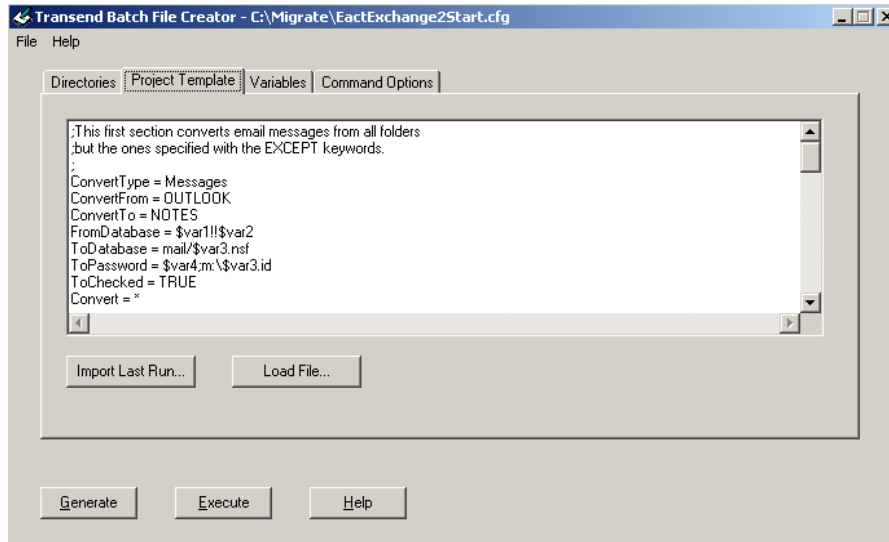 Transend Batch File Creator - C:\Migrate\EactExchange2Start.cfg
File Help
Directories Project Template Variables Command Options
;This first section converts email messages from all folders
;but the ones specified with the EXCEPT keywords.
;
ConvertType = Messages
ConvertFrom = OUTLOOK
ConvertTo = NOTES
FromDatabase = $var1!!$var2
ToDatabase = mail/$var3.nsf
ToPassword = $var4;m:\$var3.id
ToChecked = TRUE
Convert = *
Import Last Run... Load File...
Generate Execute Help